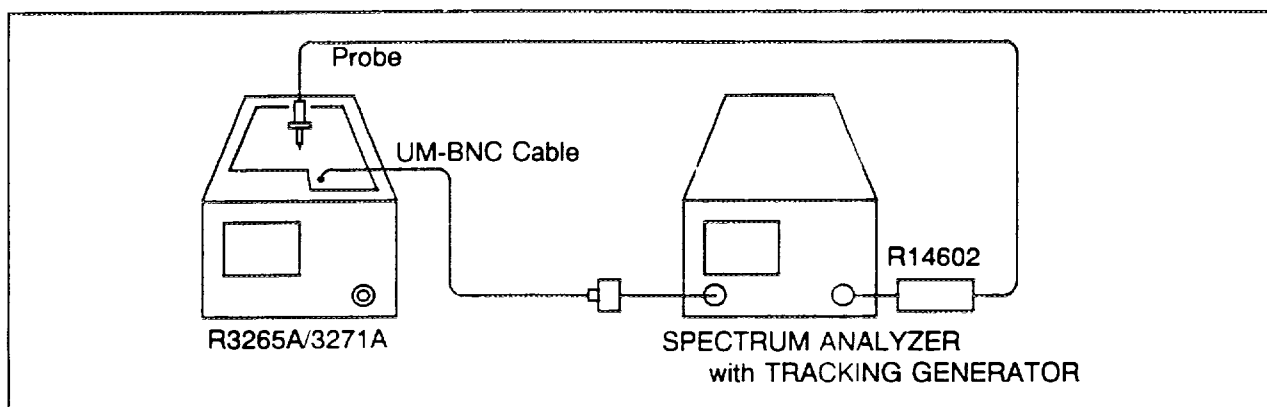 Probe
UM-BNC Cable
R14602
R3265A/3271A
SPECTRUM ANALYZER
with TRACKING GENERATOR